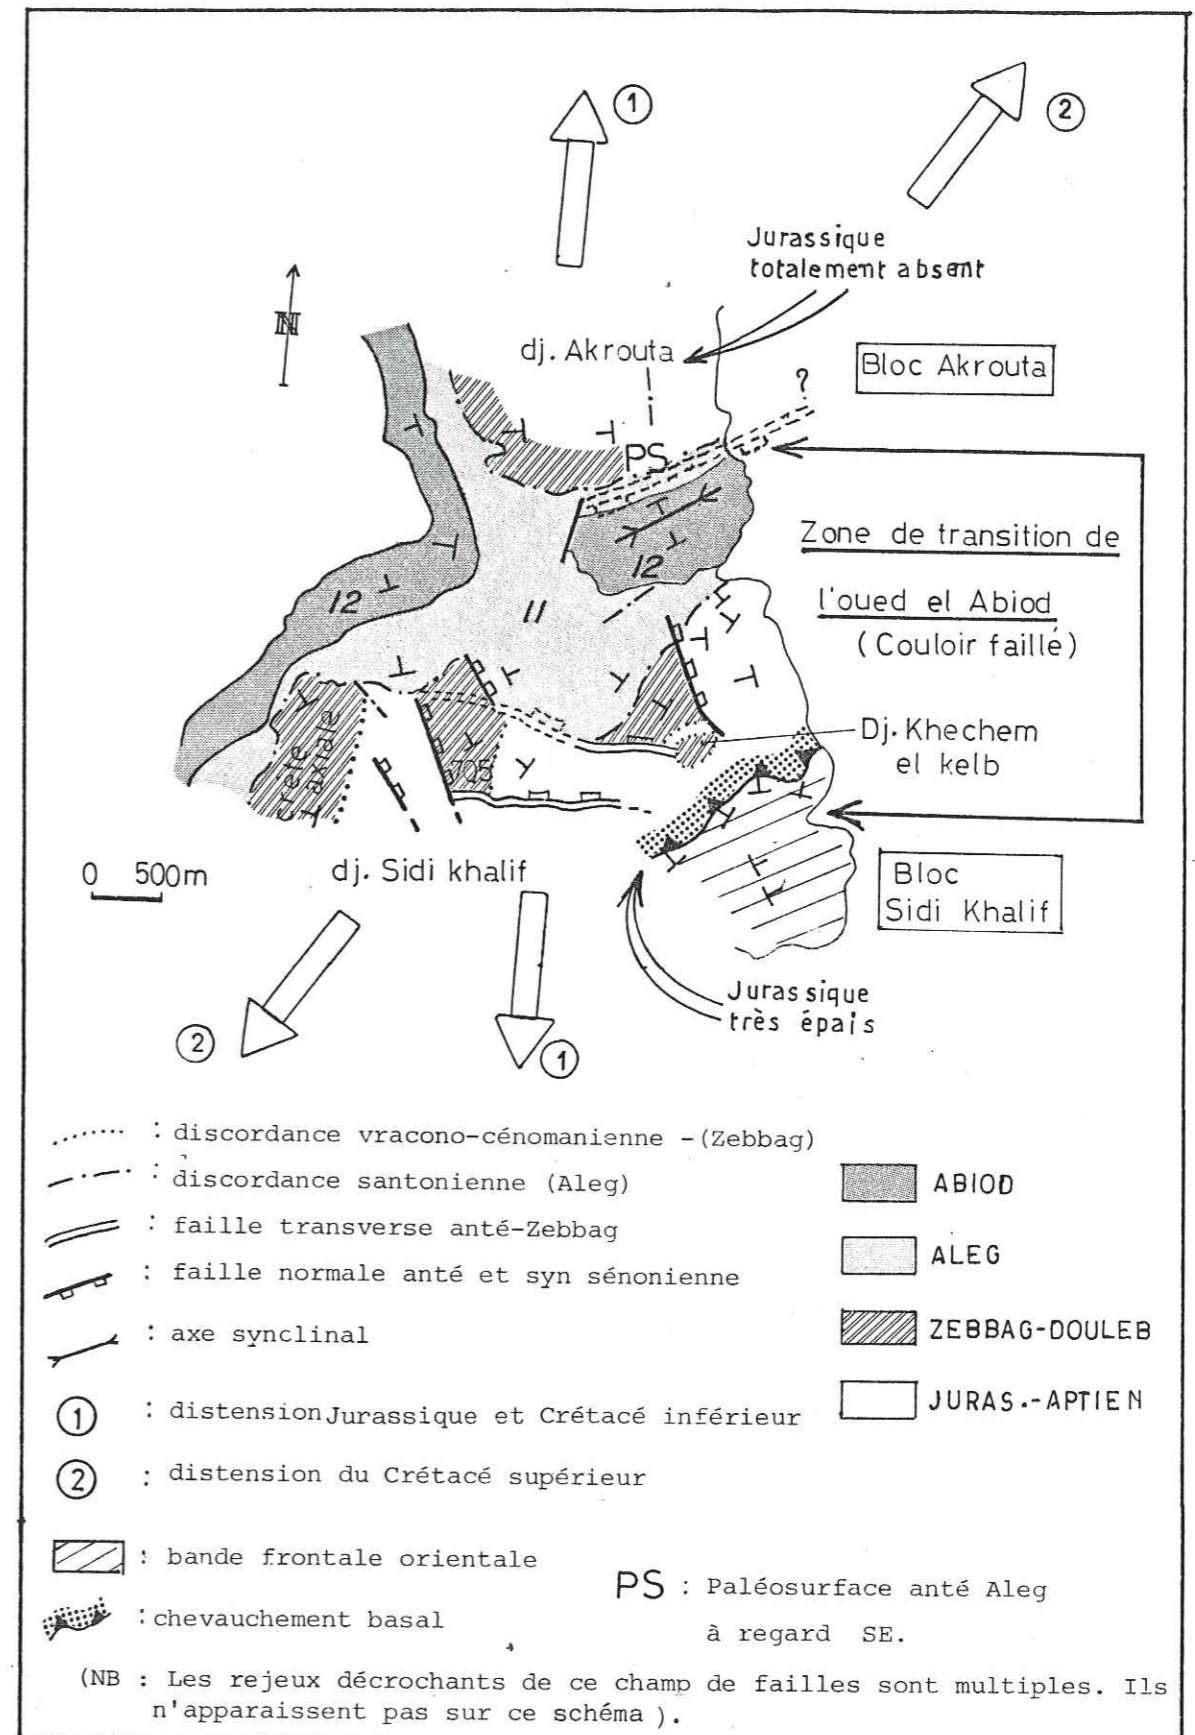 1
2
Jurassique
totalement absent
N
dj. Akrouta
Bloc Akrouta
?
PS
Zone de transition de
l'oued el Abiod
(Couloir faillé)
12
12
11
Crête axiale
705
Dj. Khechem
el kelb
0 500m
dj. Sidi khalif
Bloc
Sidi Khalif
Jurassique
très épais
2
1
: discordance vracono-cénomanienne -(Zebbag)
: discordance santonienne (Aleg)
: faille transverse anté-Zebbag
: faille normale anté et syn sénonienne
: axe synclinal
1 : distension Jurassique et Crétacé inférieur
2 : distension du Crétacé supérieur
ABIOD
ALEG
ZEBBAG-DOULEB
JURAS.-APTIEN
: bande frontale orientale
: chevauchement basal
PS : Paléosurface anté Aleg
à regard SE.
(NB : Les rejeux décrochants de ce champ de failles sont multiples. Ils
n'apparaissent pas sur ce schéma ).